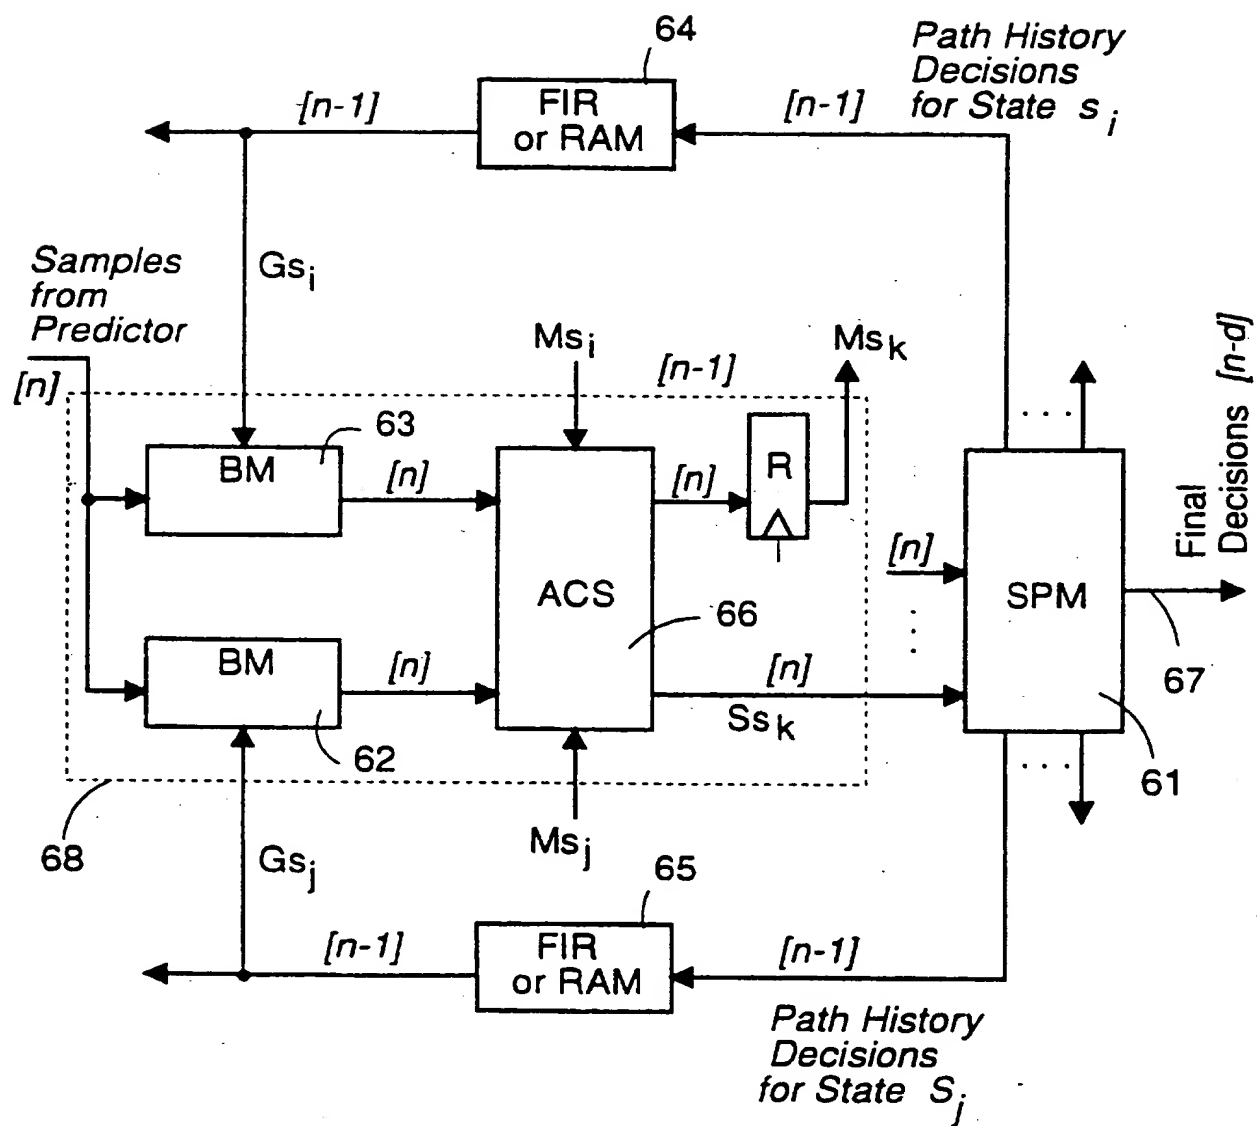 64
Path History
Decisions
for State s i
[n-1]
FIR
or RAM
[n-1]
Samples
from
Predictor
[n]
Gs i
Ms i
[n-1]
Ms k
63
BM
[n]
[n]
R
ACS
66
BM
[n]
[n]
Ss k
62
[n]
. . .
SPM
. . .
. . .
Final
Decisions [n-d]
67
61
68
Gs j
Ms j
65
[n-1]
FIR
or RAM
[n-1]
Path History
Decisions
for State S j